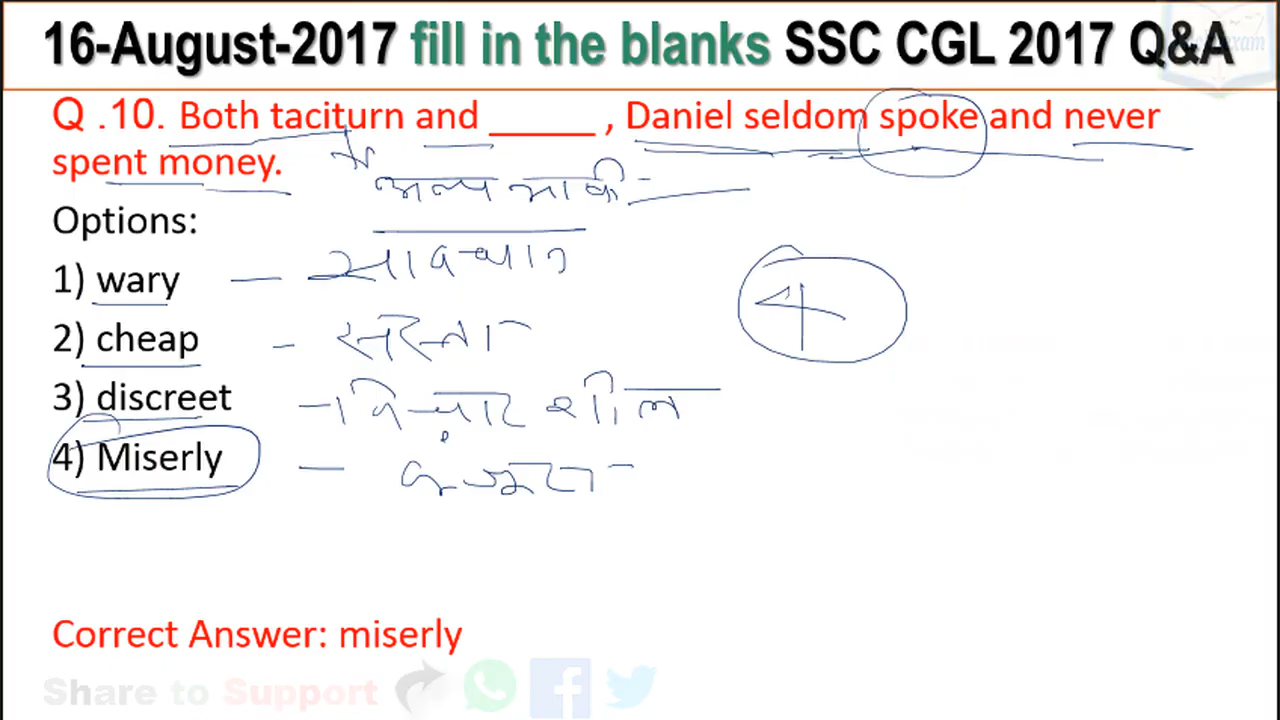 16-August-2017 fill in the blanks SSC CGL 2017 Q&A
Q .10. Both taciturn and _____ , Daniel seldom spoke and never
spent money.
अल्प भाषी
Options:
1) wary – सावधान
2) cheap – सस्ता
3) discreet – विचारशील
4) Miserly – कंजूस
4
Correct Answer: miserly
Share to Support